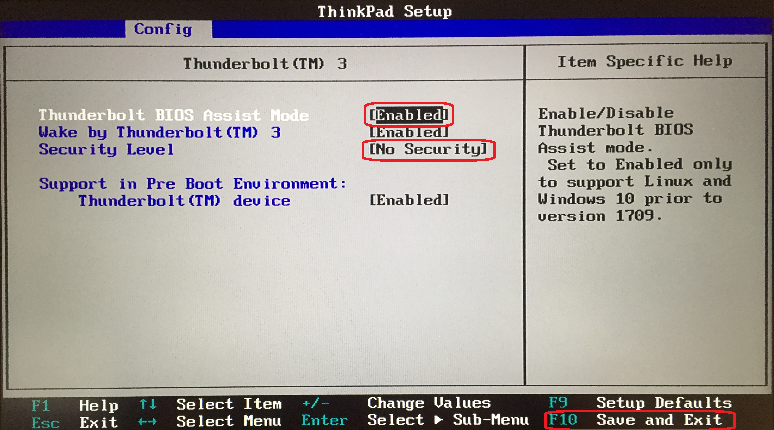 ThinkPad Setup
Config
Thunderbolt(TM) 3
Item Specific Help
Thunderbolt BIOS Assist Mode [Enabled]
Wake by Thunderbolt(TM) 3 [Enabled]
Security Level [No Security]
Support in Pre Boot Environment:
Thunderbolt(TM) device [Enabled]
Enable/Disable
Thunderbolt BIOS
Assist mode.
Set to Enabled only
to support Linux and
Windows 10 prior to
version 1709.
F1 Help ↑↓ Select Item +/- Change Values F9 Setup Defaults
Esc Exit ←→ Select Menu Enter Select ▶ Sub-Menu F10 Save and Exit